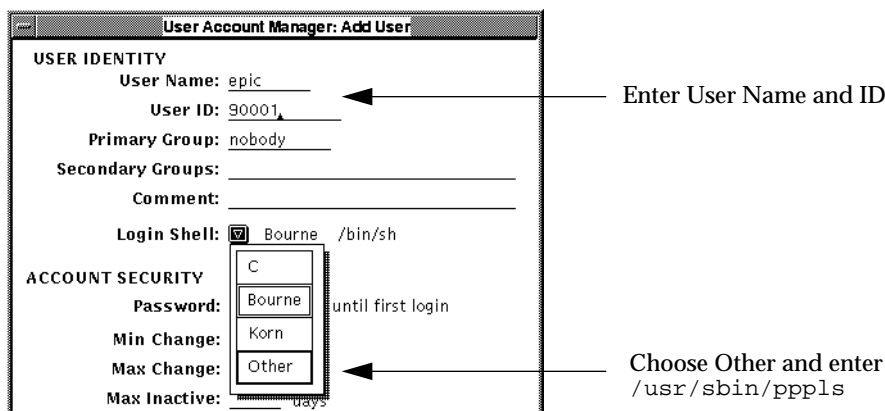 User Account Manager: Add User
USER IDENTITY
User Name: epic
Enter User Name and ID
User ID: 90001
Primary Group: nobody
Secondary Groups:
Comment:
Login Shell: Bourne /bin/sh
C
ACCOUNT SECURITY
Bourne
Password: until first login
Korn
Min Change:
Other
Max Change:
Choose Other and enter
/usr/sbin/pppls
Max Inactive: days